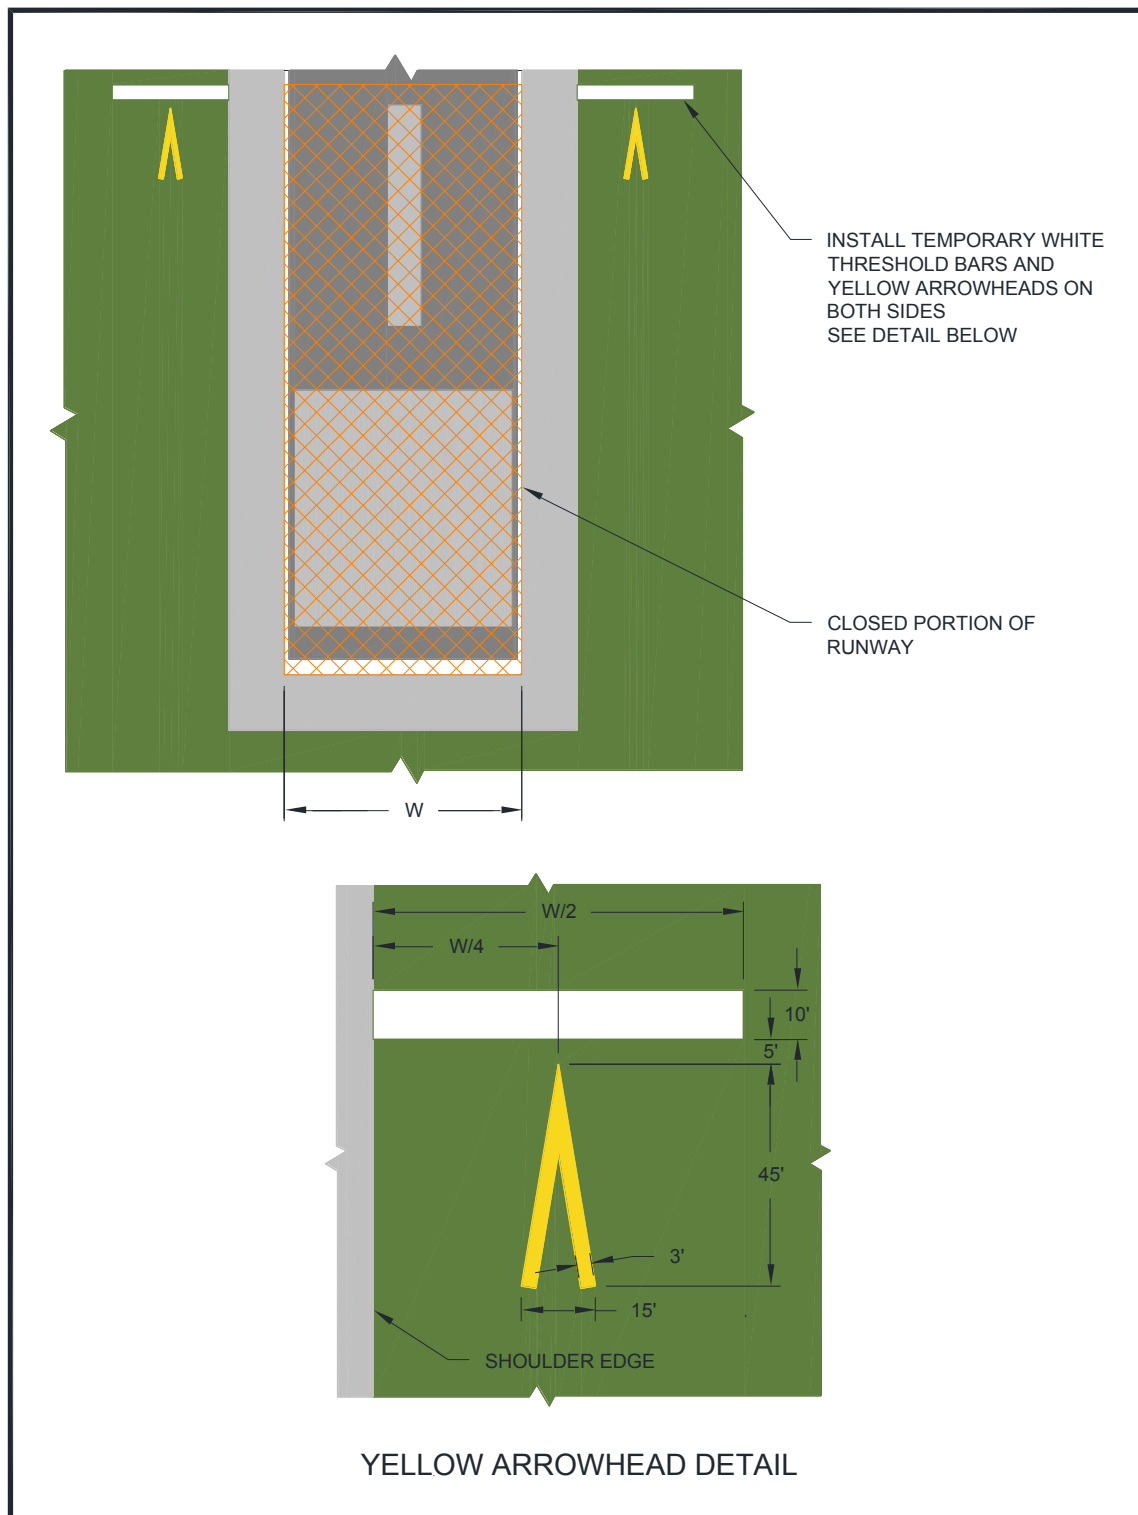 INSTALL TEMPORARY WHITE
THRESHOLD BARS AND
YELLOW ARROWHEADS ON
BOTH SIDES
SEE DETAIL BELOW
CLOSED PORTION OF
RUNWAY
W
W/2
W/4
10'
5'
45'
3'
15'
SHOULDER EDGE
YELLOW ARROWHEAD DETAIL